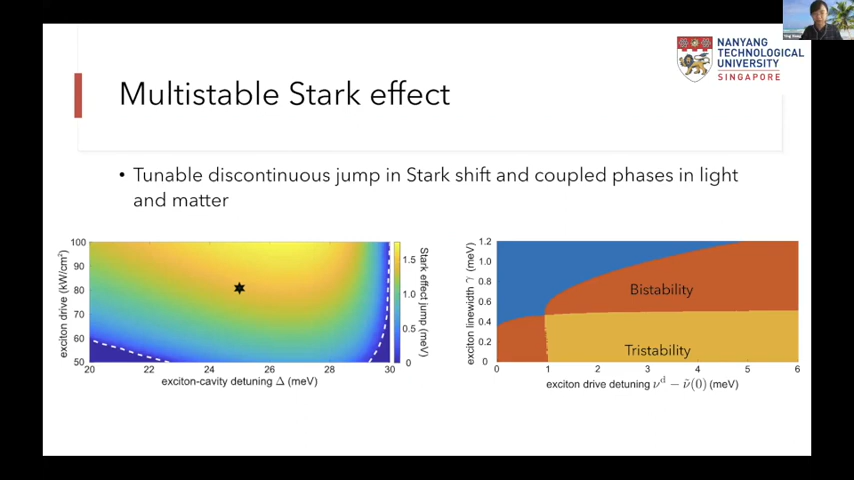 NANYANG
TECHNOLOGICAL
UNIVERSITY
SINGAPORE
Multistable Stark effect
• Tunable discontinuous jump in Stark shift and coupled phases in light
and matter
exciton drive (kW/cm²)
100
90
80
70
60
50
20
22
24
26
28
30
exciton-cavity detuning Δ (meV)
1.5
1.0
0.5
0
Stark effect jump (meV)
exciton linewidth γ (meV)
1.2
1.0
0.8
0.6
0.4
0.2
0
Bistability
Tristability
0
1
2
3
4
5
6
exciton drive detuning νᵈ − ν̃(0) (meV)